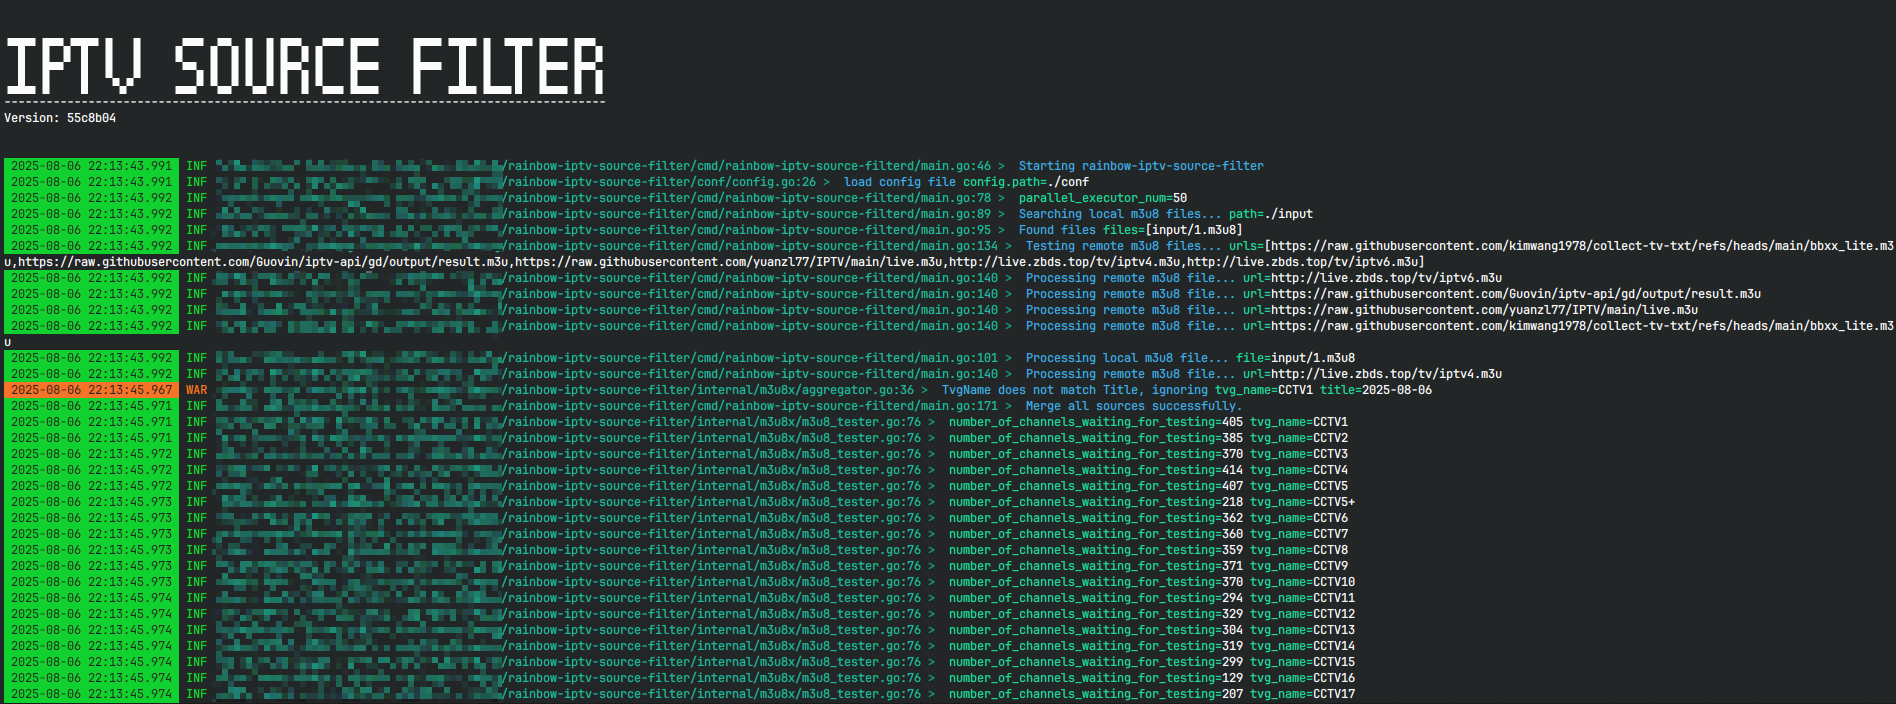 IPTV SOURCE FILTER
--------------------------------------------------------------------------------------
Version: 55c8b04
2025-08-06 22:13:43.991 INF /rainbow-iptv-source-filter/cmd/rainbow-iptv-source-filterd/main.go:46 > Starting rainbow-iptv-source-filter
2025-08-06 22:13:43.991 INF /rainbow-iptv-source-filter/conf/config.go:26 > load config file config.path=./conf
2025-08-06 22:13:43.992 INF /rainbow-iptv-source-filter/cmd/rainbow-iptv-source-filterd/main.go:78 > parallel_executor_num=50
2025-08-06 22:13:43.992 INF /rainbow-iptv-source-filter/cmd/rainbow-iptv-source-filterd/main.go:89 > Searching local m3u8 files... path=./input
2025-08-06 22:13:43.992 INF /rainbow-iptv-source-filter/cmd/rainbow-iptv-source-filterd/main.go:95 > Found files files=[input/1.m3u8]
2025-08-06 22:13:43.992 INF /rainbow-iptv-source-filter/cmd/rainbow-iptv-source-filterd/main.go:134 > Testing remote m3u8 files... urls=[https://raw.githubusercontent.com/kimwang1978/collect-tv-txt/refs/heads/main/bbxx_lite.m3
u,https://raw.githubusercontent.com/Guovin/iptv-api/gd/output/result.m3u,https://raw.githubusercontent.com/yuanzl77/IPTV/main/live.m3u,http://live.zbds.top/tv/iptv4.m3u,http://live.zbds.top/tv/iptv6.m3u]
2025-08-06 22:13:43.992 INF /rainbow-iptv-source-filter/cmd/rainbow-iptv-source-filterd/main.go:140 > Processing remote m3u8 file... url=http://live.zbds.top/tv/iptv6.m3u
2025-08-06 22:13:43.992 INF /rainbow-iptv-source-filter/cmd/rainbow-iptv-source-filterd/main.go:140 > Processing remote m3u8 file... url=https://raw.githubusercontent.com/Guovin/iptv-api/gd/output/result.m3u
2025-08-06 22:13:43.992 INF /rainbow-iptv-source-filter/cmd/rainbow-iptv-source-filterd/main.go:140 > Processing remote m3u8 file... url=https://raw.githubusercontent.com/yuanzl77/IPTV/main/live.m3u
2025-08-06 22:13:43.992 INF /rainbow-iptv-source-filter/cmd/rainbow-iptv-source-filterd/main.go:140 > Processing remote m3u8 file... url=https://raw.githubusercontent.com/kimwang1978/collect-tv-txt/refs/heads/main/bbxx_lite.m3
u
2025-08-06 22:13:43.992 INF /rainbow-iptv-source-filter/cmd/rainbow-iptv-source-filterd/main.go:101 > Processing local m3u8 file... file=input/1.m3u8
2025-08-06 22:13:43.992 INF /rainbow-iptv-source-filter/cmd/rainbow-iptv-source-filterd/main.go:140 > Processing remote m3u8 file... url=http://live.zbds.top/tv/iptv4.m3u
2025-08-06 22:13:45.967 WAR /rainbow-iptv-source-filter/internal/m3u8x/aggregator.go:36 > TvgName does not match Title, ignoring tvg_name=CCTV1 title=2025-08-06
2025-08-06 22:13:45.971 INF /rainbow-iptv-source-filter/cmd/rainbow-iptv-source-filterd/main.go:171 > Merge all sources successfully.
2025-08-06 22:13:45.971 INF /rainbow-iptv-source-filter/internal/m3u8x/m3u8_tester.go:76 > number_of_channels_waiting_for_testing=405 tvg_name=CCTV1
2025-08-06 22:13:45.971 INF /rainbow-iptv-source-filter/internal/m3u8x/m3u8_tester.go:76 > number_of_channels_waiting_for_testing=385 tvg_name=CCTV2
2025-08-06 22:13:45.972 INF /rainbow-iptv-source-filter/internal/m3u8x/m3u8_tester.go:76 > number_of_channels_waiting_for_testing=370 tvg_name=CCTV3
2025-08-06 22:13:45.972 INF /rainbow-iptv-source-filter/internal/m3u8x/m3u8_tester.go:76 > number_of_channels_waiting_for_testing=414 tvg_name=CCTV4
2025-08-06 22:13:45.972 INF /rainbow-iptv-source-filter/internal/m3u8x/m3u8_tester.go:76 > number_of_channels_waiting_for_testing=407 tvg_name=CCTV5
2025-08-06 22:13:45.973 INF /rainbow-iptv-source-filter/internal/m3u8x/m3u8_tester.go:76 > number_of_channels_waiting_for_testing=218 tvg_name=CCTV5+
2025-08-06 22:13:45.973 INF /rainbow-iptv-source-filter/internal/m3u8x/m3u8_tester.go:76 > number_of_channels_waiting_for_testing=362 tvg_name=CCTV6
2025-08-06 22:13:45.973 INF /rainbow-iptv-source-filter/internal/m3u8x/m3u8_tester.go:76 > number_of_channels_waiting_for_testing=360 tvg_name=CCTV7
2025-08-06 22:13:45.973 INF /rainbow-iptv-source-filter/internal/m3u8x/m3u8_tester.go:76 > number_of_channels_waiting_for_testing=359 tvg_name=CCTV8
2025-08-06 22:13:45.973 INF /rainbow-iptv-source-filter/internal/m3u8x/m3u8_tester.go:76 > number_of_channels_waiting_for_testing=371 tvg_name=CCTV9
2025-08-06 22:13:45.973 INF /rainbow-iptv-source-filter/internal/m3u8x/m3u8_tester.go:76 > number_of_channels_waiting_for_testing=370 tvg_name=CCTV10
2025-08-06 22:13:45.974 INF /rainbow-iptv-source-filter/internal/m3u8x/m3u8_tester.go:76 > number_of_channels_waiting_for_testing=294 tvg_name=CCTV11
2025-08-06 22:13:45.974 INF /rainbow-iptv-source-filter/internal/m3u8x/m3u8_tester.go:76 > number_of_channels_waiting_for_testing=329 tvg_name=CCTV12
2025-08-06 22:13:45.974 INF /rainbow-iptv-source-filter/internal/m3u8x/m3u8_tester.go:76 > number_of_channels_waiting_for_testing=304 tvg_name=CCTV13
2025-08-06 22:13:45.974 INF /rainbow-iptv-source-filter/internal/m3u8x/m3u8_tester.go:76 > number_of_channels_waiting_for_testing=319 tvg_name=CCTV14
2025-08-06 22:13:45.974 INF /rainbow-iptv-source-filter/internal/m3u8x/m3u8_tester.go:76 > number_of_channels_waiting_for_testing=299 tvg_name=CCTV15
2025-08-06 22:13:45.974 INF /rainbow-iptv-source-filter/internal/m3u8x/m3u8_tester.go:76 > number_of_channels_waiting_for_testing=129 tvg_name=CCTV16
2025-08-06 22:13:45.974 INF /rainbow-iptv-source-filter/internal/m3u8x/m3u8_tester.go:76 > number_of_channels_waiting_for_testing=207 tvg_name=CCTV17